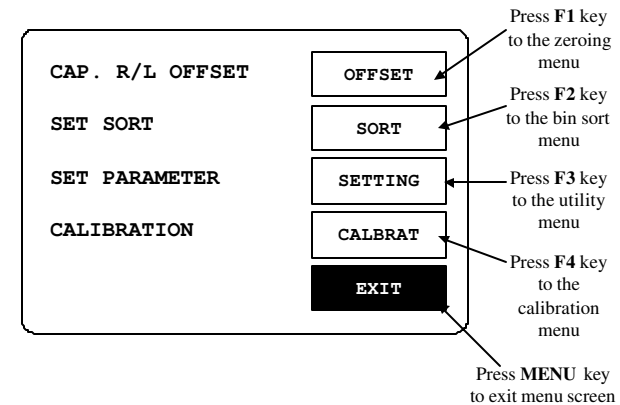 Press F1 key
to the zeroing
menu
CAP. R/L OFFSET
OFFSET
Press F2 key
to the bin sort
menu
SET SORT
SORT
SET PARAMETER
SETTING
Press F3 key
to the utility
menu
CALIBRATION
CALBRAT
Press F4 key
to the
calibration
menu
EXIT
Press MENU key
to exit menu screen